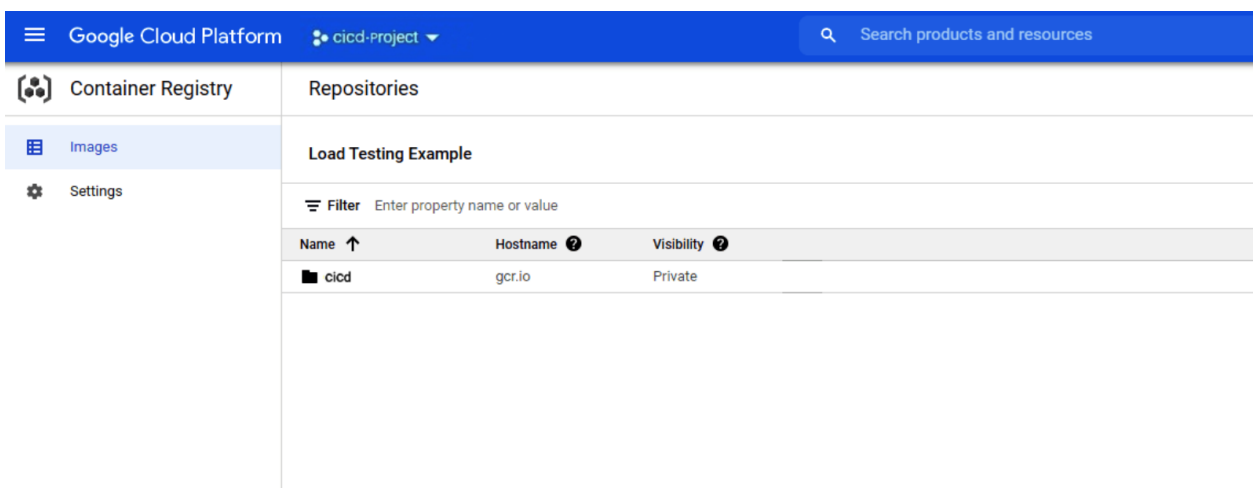 Google Cloud Platform cicd-Project Search products and resources
Container Registry Repositories
Images
Load Testing Example
Settings
Filter Enter property name or value
Name Hostname Visibility
cicd gcr.io Private